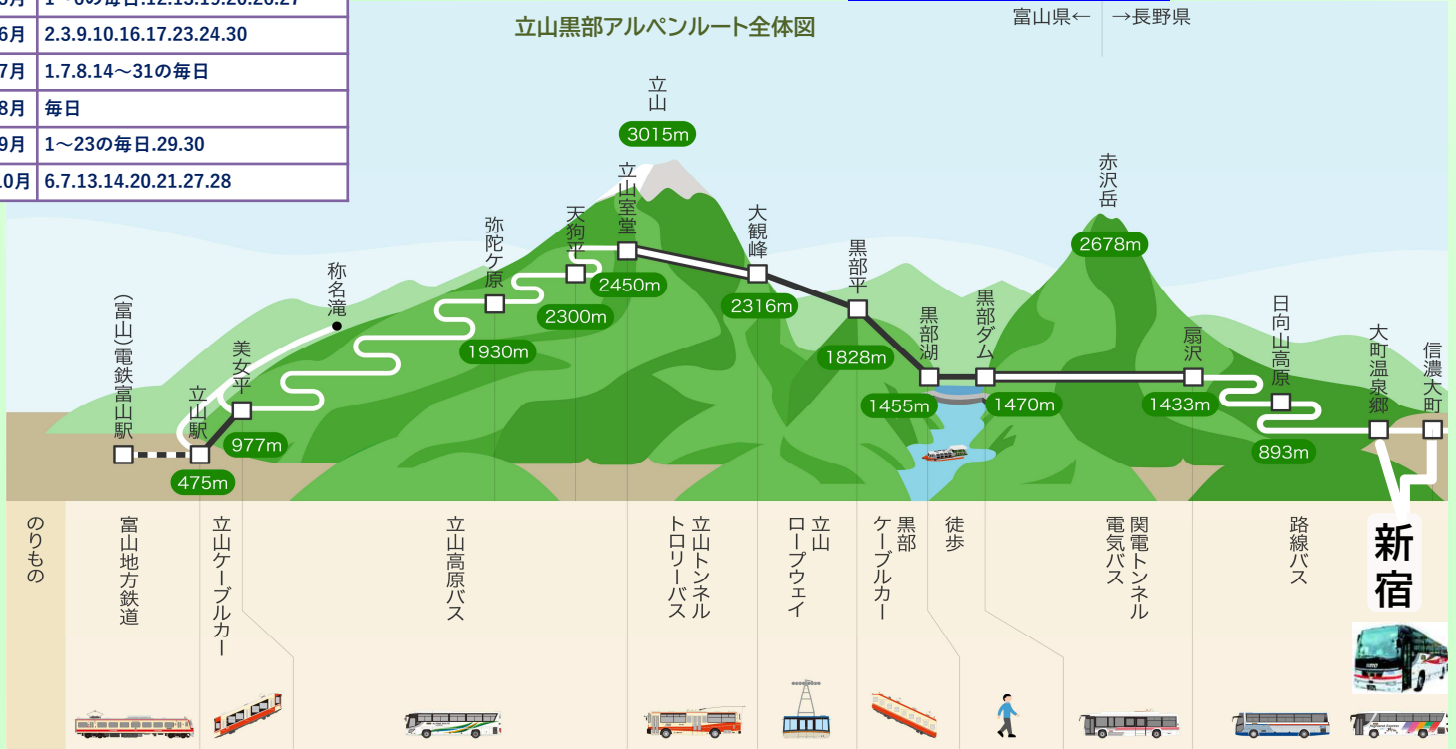 1～6の毎日.12.13.19.20.26.27
6月 2.3.9.10.16.17.23.24.30
7月 1.7.8.14～31の毎日
8月 毎日
9月 1～23の毎日.29.30
10月 6.7.13.14.20.21.27.28
立山黒部アルペンルート全体図
富山県← →長野県
(富山)電鉄富山駅
立山駅
475m
美女平
977m
称名滝
弥陀ケ原
1930m
天狗平
2300m
立山室堂
2450m
立山
3015m
大観峰
2316m
黒部平
1828m
黒部湖
1455m
黒部ダム
1470m
赤沢岳
2678m
扇沢
1433m
日向山高原
893m
大町温泉郷
信濃大町
新宿
のりもの
富山地方鉄道
立山ケーブルカー
立山高原バス
立山トンネル
トロリーバス
立山
ロープウェイ
黒部
ケーブルカー
徒歩
関電トンネル
電気バス
路線バス